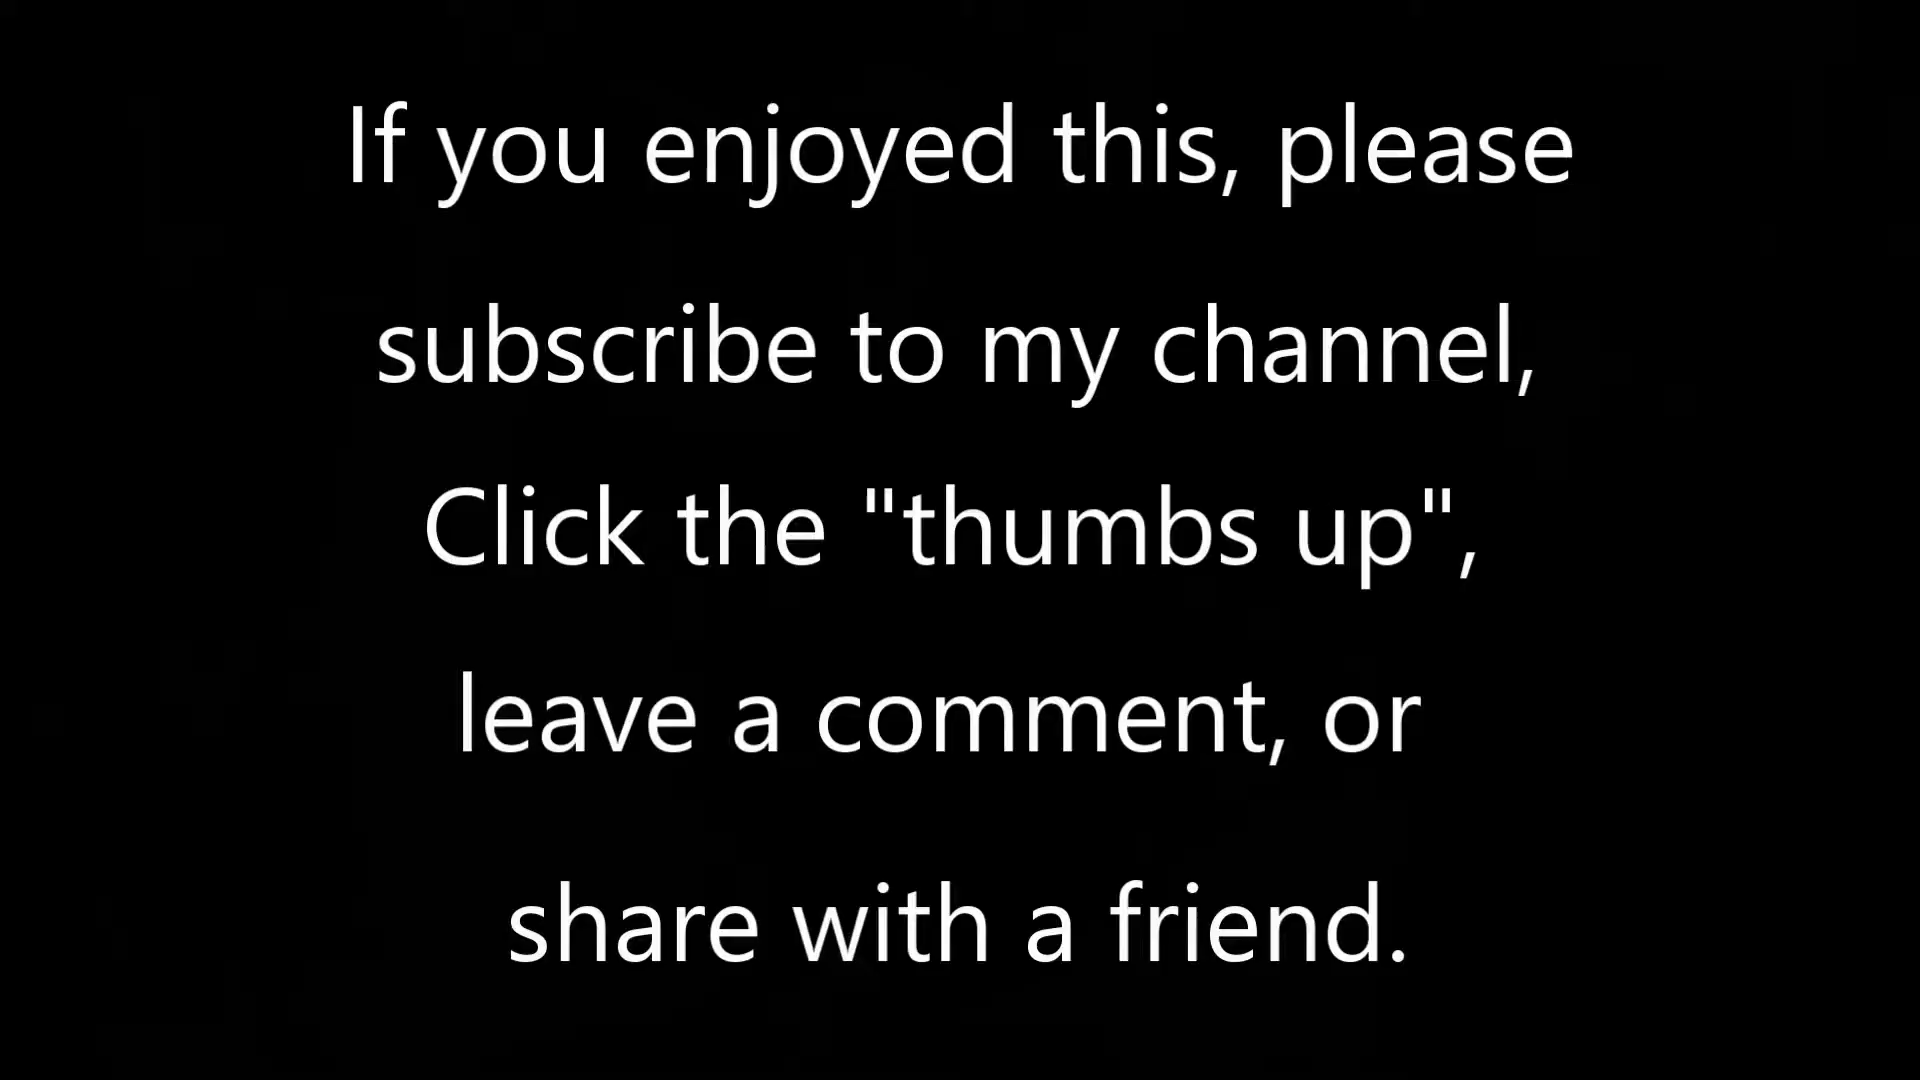 If you enjoyed this, please
subscribe to my channel,
Click the "thumbs up",
leave a comment, or
share with a friend.